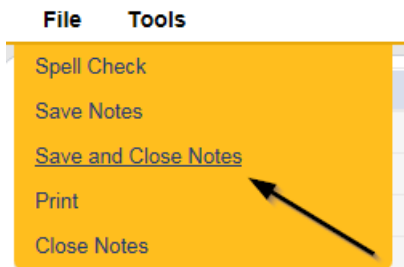 File Tools
Spell Check
Save Notes
Save and Close Notes
Print
Close Notes